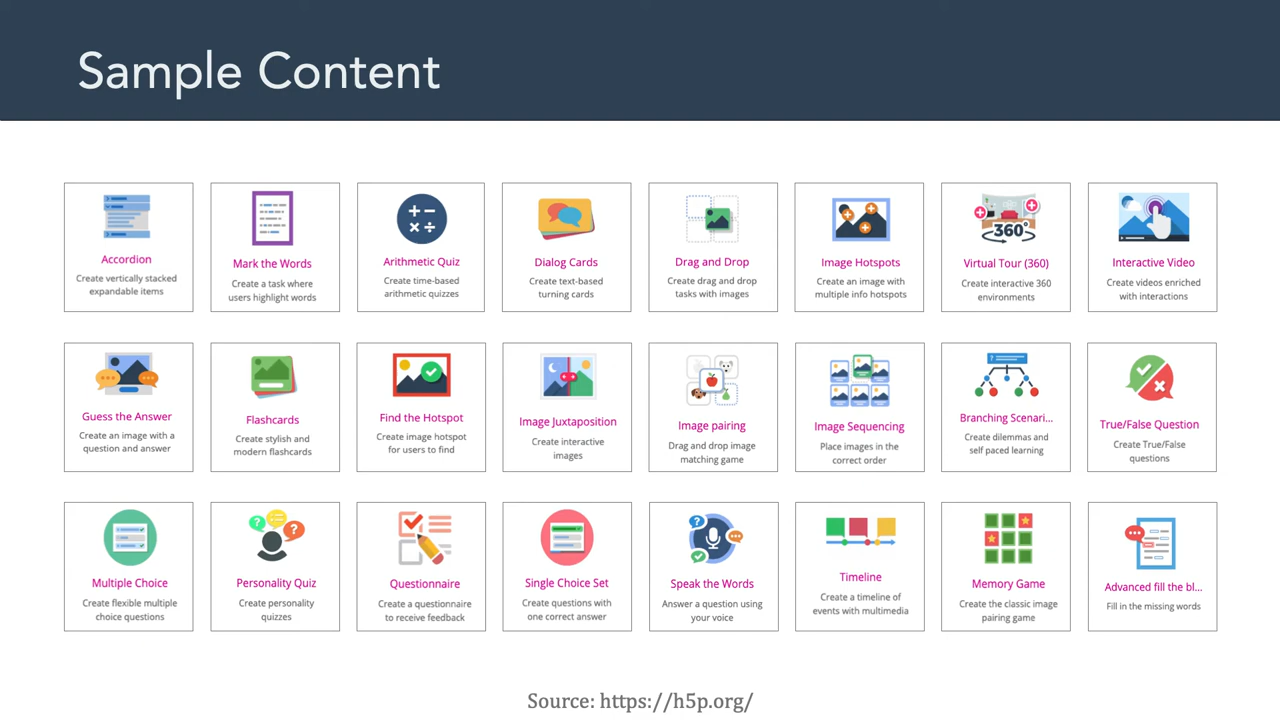 Sample Content
Accordion
Create vertically stacked
expandable items
Mark the Words
Create a task where
users highlight words
Arithmetic Quiz
Create time-based
arithmetic quizzes
Dialog Cards
Create text-based
turning cards
Drag and Drop
Create drag and drop
tasks with images
Image Hotspots
Create an image with
multiple info hotspots
360°
Virtual Tour (360)
Create interactive 360
environments
Interactive Video
Create videos enriched
with interactions
Guess the Answer
Create an image with a
question and answer
Flashcards
Create stylish and
modern flashcards
Find the Hotspot
Create image hotspot
for users to find
Image Juxtaposition
Create interactive
images
Image pairing
Drag and drop image
matching game
Image Sequencing
Place images in the
correct order
Branching Scenari...
Create dilemmas and
self paced learning
True/False Question
Create True/False
questions
Multiple Choice
Create flexible multiple
choice questions
Personality Quiz
Create personality
quizzes
Questionnaire
Create a questionnaire
to receive feedback
Single Choice Set
Create questions with
one correct answer
Speak the Words
Answer a question using
your voice
Timeline
Create a timeline of
events with multimedia
Memory Game
Create the classic image
pairing game
Advanced fill the bl...
Fill in the missing words
Source: https://h5p.org/